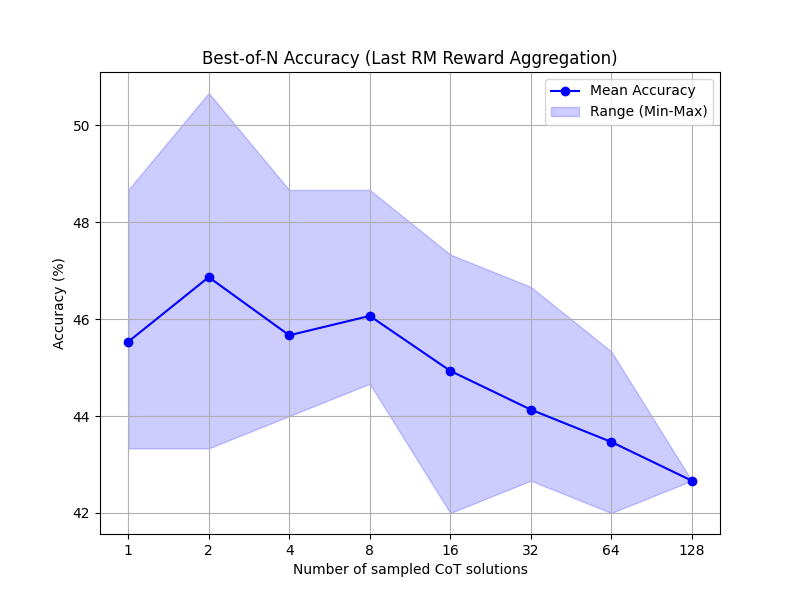 Best-of-N Accuracy (Last RM Reward Aggregation)
Mean Accuracy
Range (Min-Max)
Accuracy (%)
50
48
46
44
42
1 2 4 8 16 32 64 128
Number of sampled CoT solutions